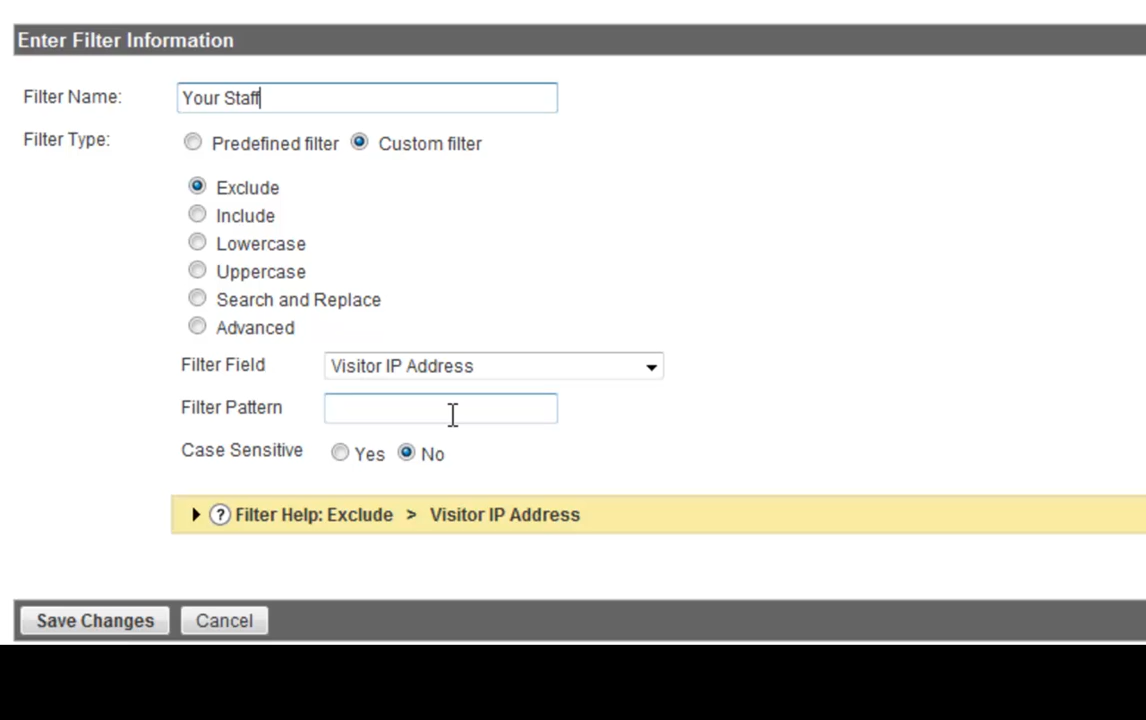 Enter Filter Information
Filter Name: Your Staff
Filter Type: Predefined filter Custom filter
Exclude
Include
Lowercase
Uppercase
Search and Replace
Advanced
Filter Field Visitor IP Address
Filter Pattern
Case Sensitive Yes No
? Filter Help: Exclude > Visitor IP Address
Save Changes Cancel